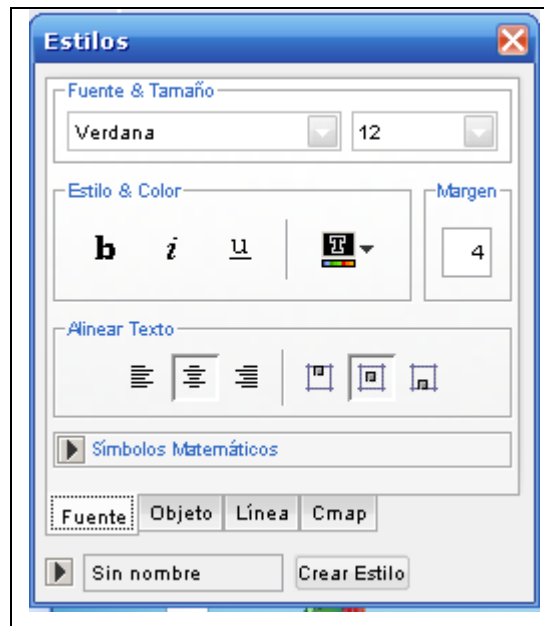 Estilos
Fuente & Tamaño
Verdana 12
Estilo & Color Margen
b i u T 4
Alinear Texto
Símbolos Matemáticos
Fuente Objeto Línea Cmap
Sin nombre Crear Estilo